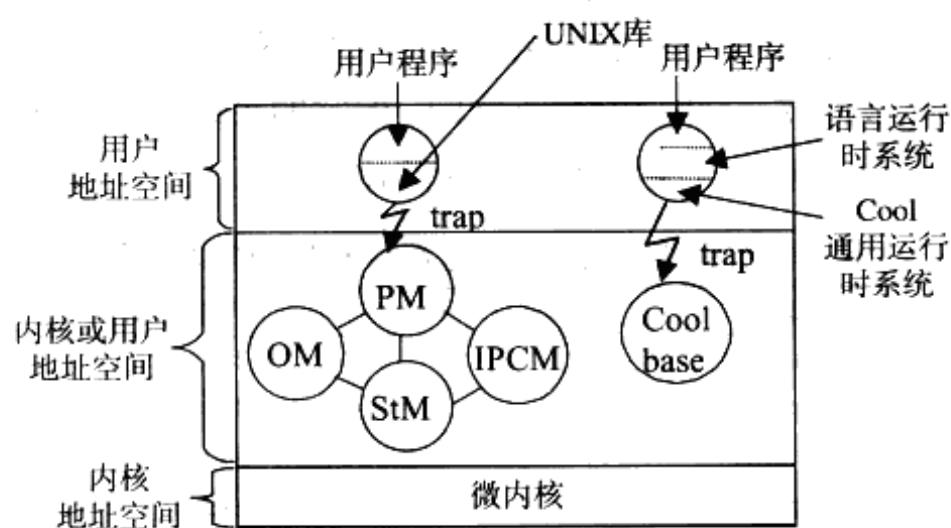 UNIX库
用户程序
用户程序
用户
地址空间
语言运行
时系统
trap
Cool
通用运行
时系统
trap
内核或用户
地址空间
PM
OM
IPCM
StM
Cool
base
内核
地址空间
微内核